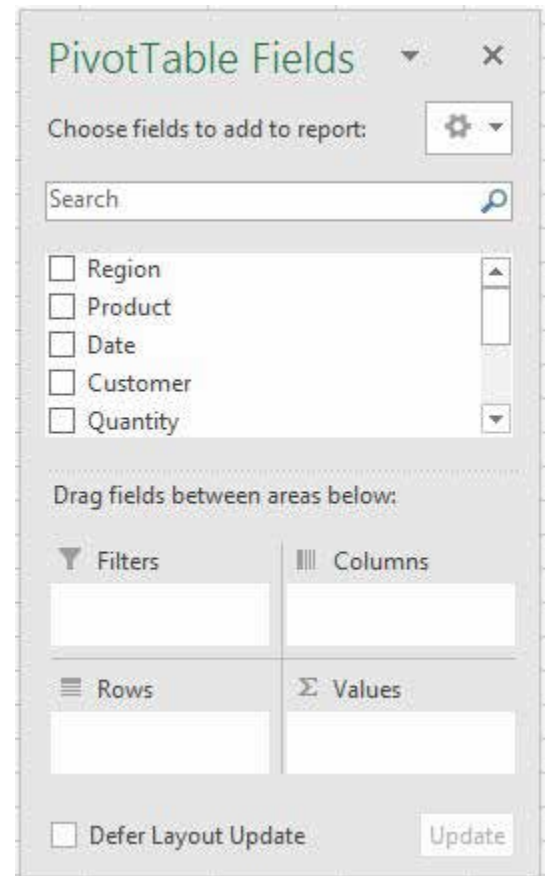 PivotTable Fields
Choose fields to add to report:
Search
Region
Product
Date
Customer
Quantity
Drag fields between areas below:
Filters
Columns
Rows
Σ Values
Defer Layout Update
Update